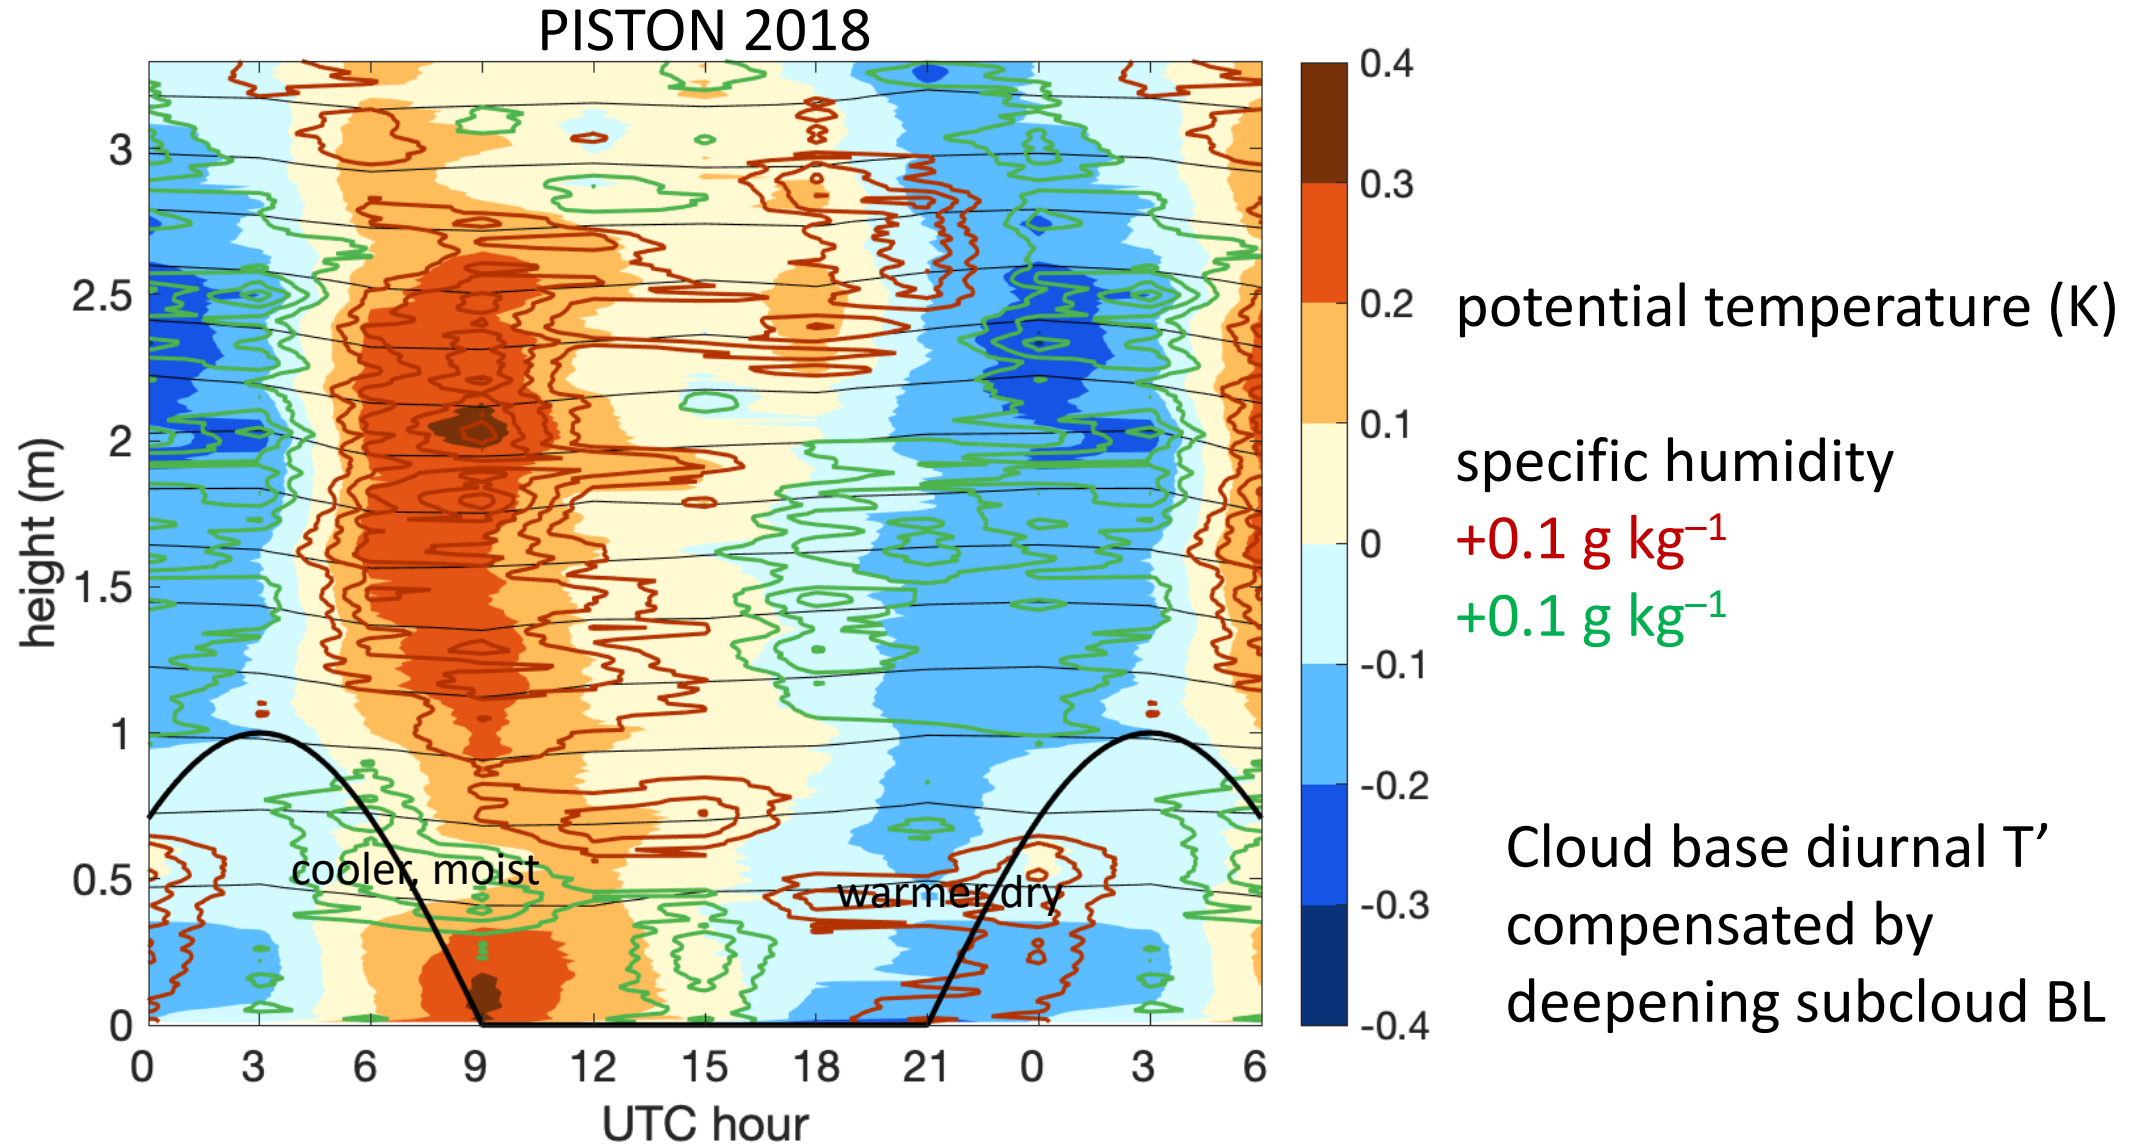 PISTON 2018
height (m)
3
2.5
2
1.5
1
0.5
0
0 3 6 9 12 15 18 21 0 3 6
UTC hour
cooler, moist
warmer dry
0.4
0.3
0.2
0.1
0
-0.1
-0.2
-0.3
-0.4
potential temperature (K)
specific humidity
+0.1 g kg⁻¹
+0.1 g kg⁻¹
Cloud base diurnal T’
compensated by
deepening subcloud BL